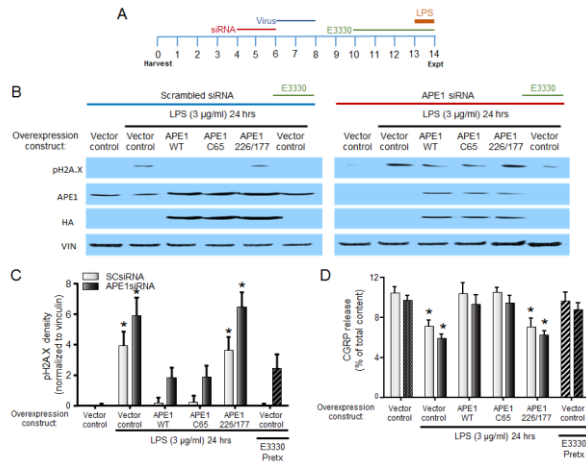 A
LPS
Virus
siRNA
E3330
0 1 2 3 4 5 6 7 8 9 10 11 12 13 14
Harvest Expt
B
E3330 E3330
Scrambled siRNA APE1 siRNA
LPS (3 µg/ml) 24 hrs LPS (3 µg/ml) 24 hrs
Overexpression construct: Vector control Vector control APE1 WT APE1 C65 APE1 226/177 Vector control Vector control Vector control APE1 WT APE1 C65 APE1 226/177 Vector control
pH2A.X
APE1
HA
VIN
C
SCsiRNA
APE1siRNA
pH2A.X density
(normalized to vinculin)
8
6
4
2
0
* * * *
Overexpression construct: Vector control Vector control APE1 WT APE1 C65 APE1 226/177 Vector control
LPS (3 µg/ml) 24 hrs
E3330
Pretx
D
CGRP release
(% of total content)
12
8
4
0
* * * *
Overexpression construct: Vector control Vector control APE1 WT APE1 C65 APE1 226/177 Vector control
LPS (3 µg/ml) 24 hrs
E3330
Pretx